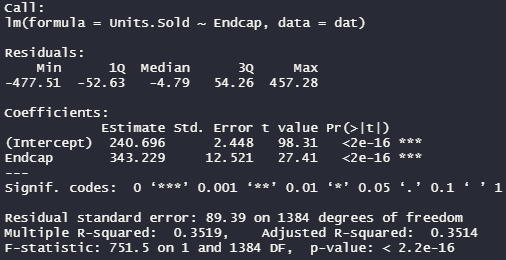 Call:
lm(formula = Units.Sold ~ Endcap, data = dat)
Residuals:
Min 1Q Median 3Q Max
-477.51 -52.63 -4.79 54.26 457.28
Coefficients:
Estimate Std. Error t value Pr(>|t|)
(Intercept) 240.696 2.448 98.31 <2e-16 ***
Endcap 343.229 12.521 27.41 <2e-16 ***
---
Signif. codes: 0 ‘***’ 0.001 ‘**’ 0.01 ‘*’ 0.05 ‘.’ 0.1 ‘ ’ 1
Residual standard error: 89.39 on 1384 degrees of freedom
Multiple R-squared: 0.3519, Adjusted R-squared: 0.3514
F-statistic: 751.5 on 1 and 1384 DF, p-value: < 2.2e-16